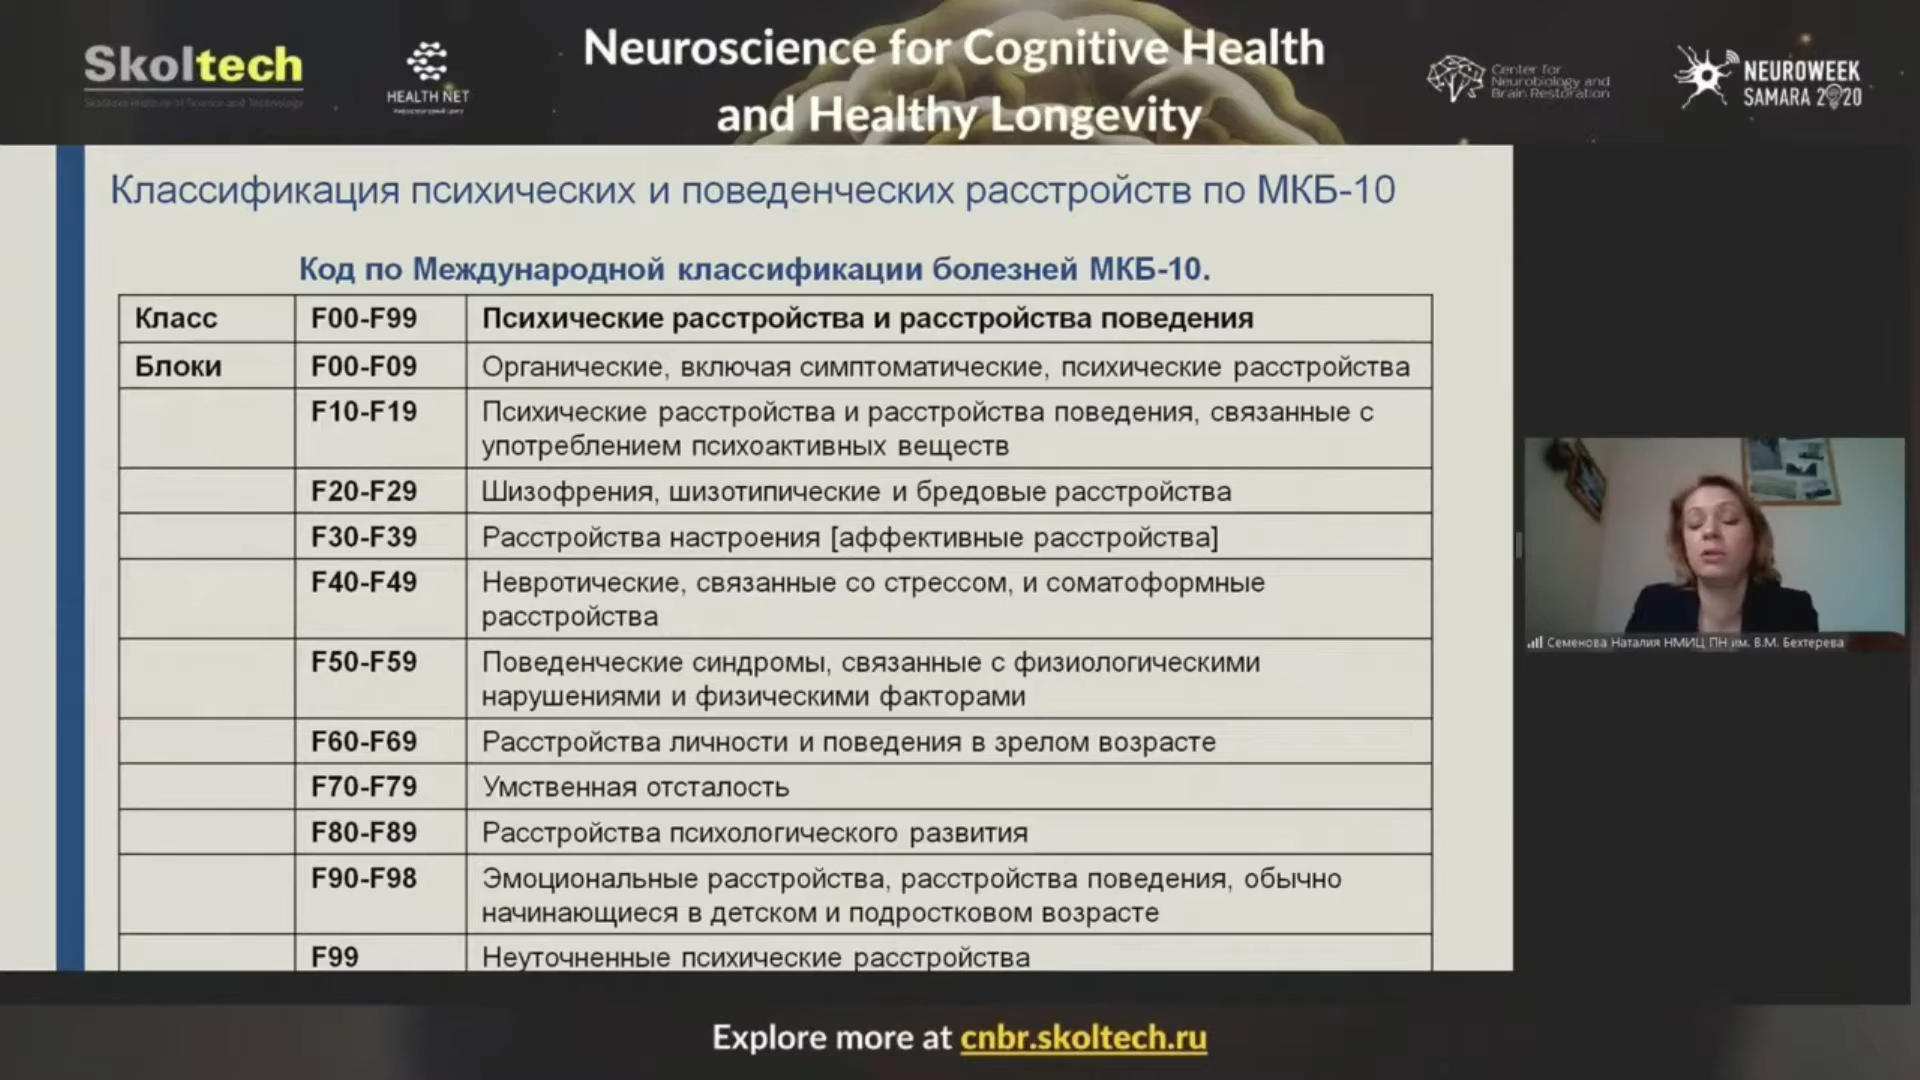 Skoltech
Skolkovo Institute of Science and Technology
HEALTH NET
Neuroscience for Cognitive Health
and Healthy Longevity
Center for
Neurobiology and
Brain Restoration
NEUROWEEK
SAMARA 2020
Классификация психических и поведенческих расстройств по МКБ-10
Код по Международной классификации болезней МКБ-10.
Класс F00-F99 Психические расстройства и расстройства поведения
Блоки F00-F09 Органические, включая симптоматические, психические расстройства
F10-F19 Психические расстройства и расстройства поведения, связанные с
употреблением психоактивных веществ
F20-F29 Шизофрения, шизотипические и бредовые расстройства
F30-F39 Расстройства настроения [аффективные расстройства]
F40-F49 Невротические, связанные со стрессом, и соматоформные
расстройства
F50-F59 Поведенческие синдромы, связанные с физиологическими
нарушениями и физическими факторами
F60-F69 Расстройства личности и поведения в зрелом возрасте
F70-F79 Умственная отсталость
F80-F89 Расстройства психологического развития
F90-F98 Эмоциональные расстройства, расстройства поведения, обычно
начинающиеся в детском и подростковом возрасте
F99 Неуточненные психические расстройства
Семенова Наталия НМИЦ ПН им. В.М. Бехтерева
Explore more at cnbr.skoltech.ru